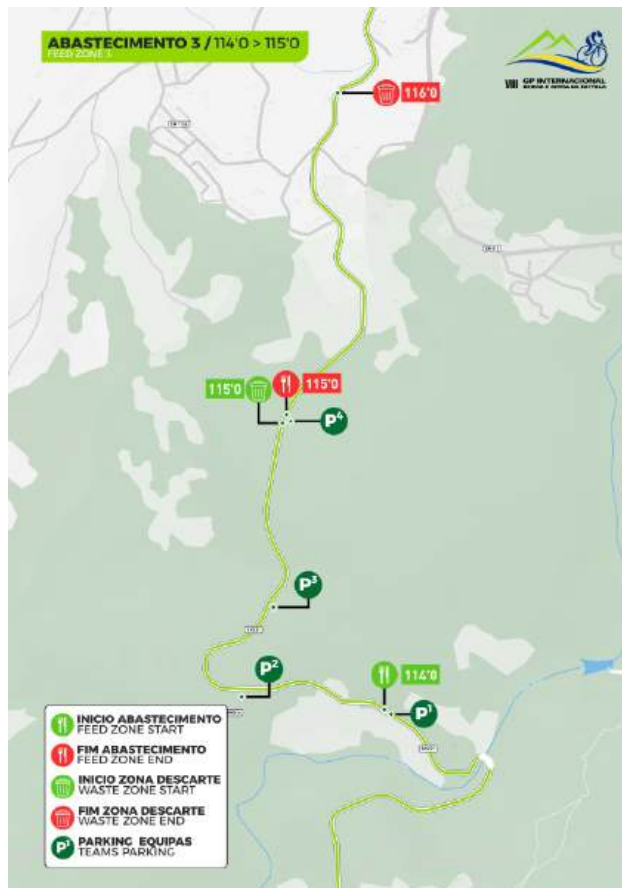 ABASTECIMENTO 3 / 114'0 > 115'0
FEED ZONE 3
VIII GP INTERNACIONAL
116'0
115'0
115'0
P⁴
P³
P²
114'0
P¹
INICIO ABASTECIMENTO
FEED ZONE START
FIM ABASTECIMENTO
FEED ZONE END
INICIO ZONA DESCARTE
WASTE ZONE START
FIM ZONA DESCARTE
WASTE ZONE END
PARKING EQUIPAS
TEAMS PARKING